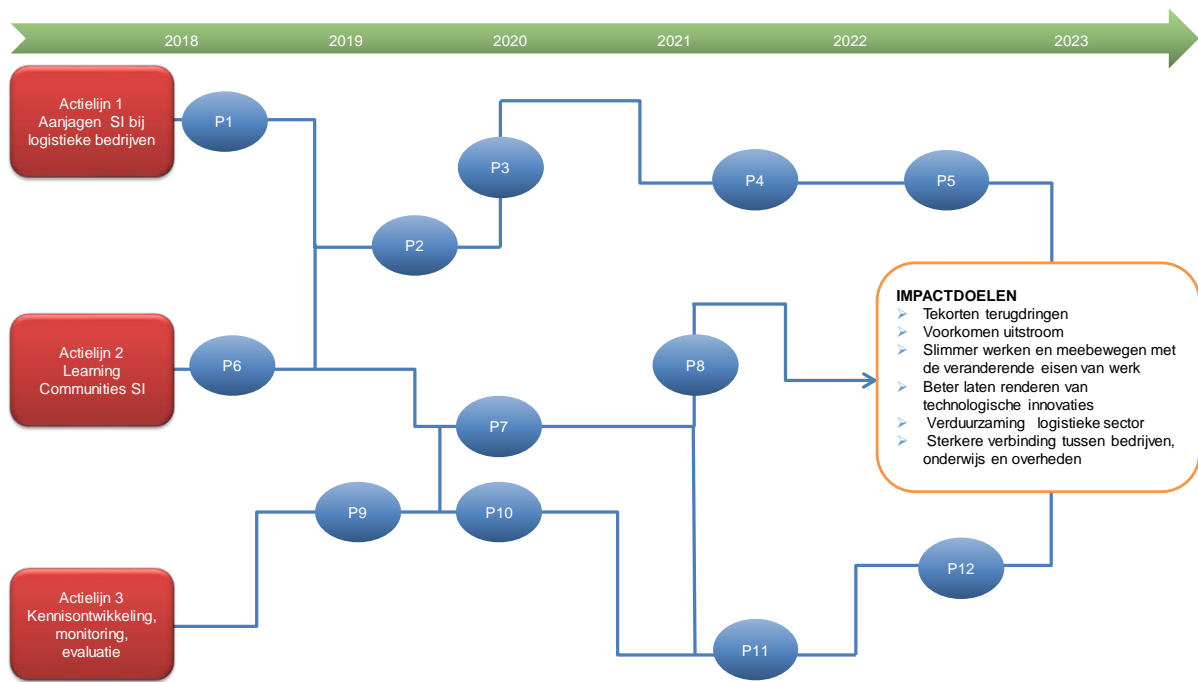 2018 2019 2020 2021 2022 2023
Actielijn 1
Aanjagen SI bij
logistieke bedrijven
P1
P3
P4
P5
P2
Actielijn 2
Learning
Communities SI
P6
P8
P7
IMPACTDOELEN
Tekorten terugdringen
Voorkomen uitstroom
Slimmer werken en meebewegen met
de veranderende eisen van werk
Beter laten renderen van
technologische innovaties
Verduurzaming logistieke sector
Sterkere verbinding tussen bedrijven,
onderwijs en overheden
P9
P10
Actielijn 3
Kennisontwikkeling,
monitoring,
evaluatie
P12
P11